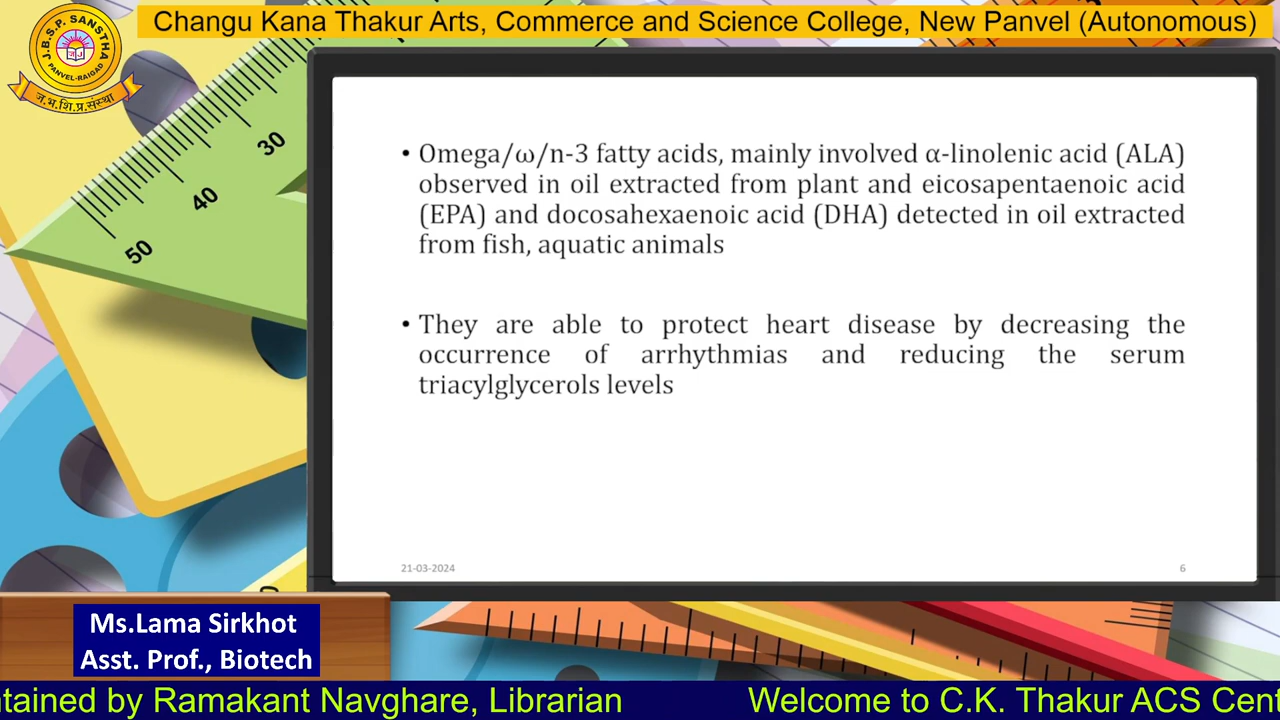 Changu Kana Thakur Arts, Commerce and Science College, New Panvel (Autonomous)
J.B.S.P. SANSTHA
PANVEL-RAIGAD
ज.भ.शि.प्र.संस्था
30
40
50
• Omega/ω/n-3 fatty acids, mainly involved α-linolenic acid (ALA)
observed in oil extracted from plant and eicosapentaenoic acid
(EPA) and docosahexaenoic acid (DHA) detected in oil extracted
from fish, aquatic animals
• They are able to protect heart disease by decreasing the
occurrence of arrhythmias and reducing the serum
triacylglycerols levels
21-03-2024
6
Ms.Lama Sirkhot
Asst. Prof., Biotech
ntained by Ramakant Navghare, Librarian
Welcome to C.K. Thakur ACS Cent